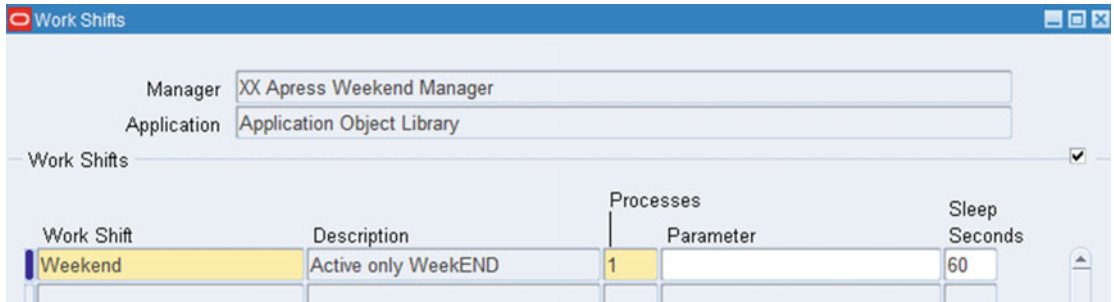 Work Shifts
Manager XX Apress Weekend Manager
Application Application Object Library
Work Shifts
Processes
Sleep
Work Shift Description Parameter Seconds
Weekend Active only WeekEND 1 60